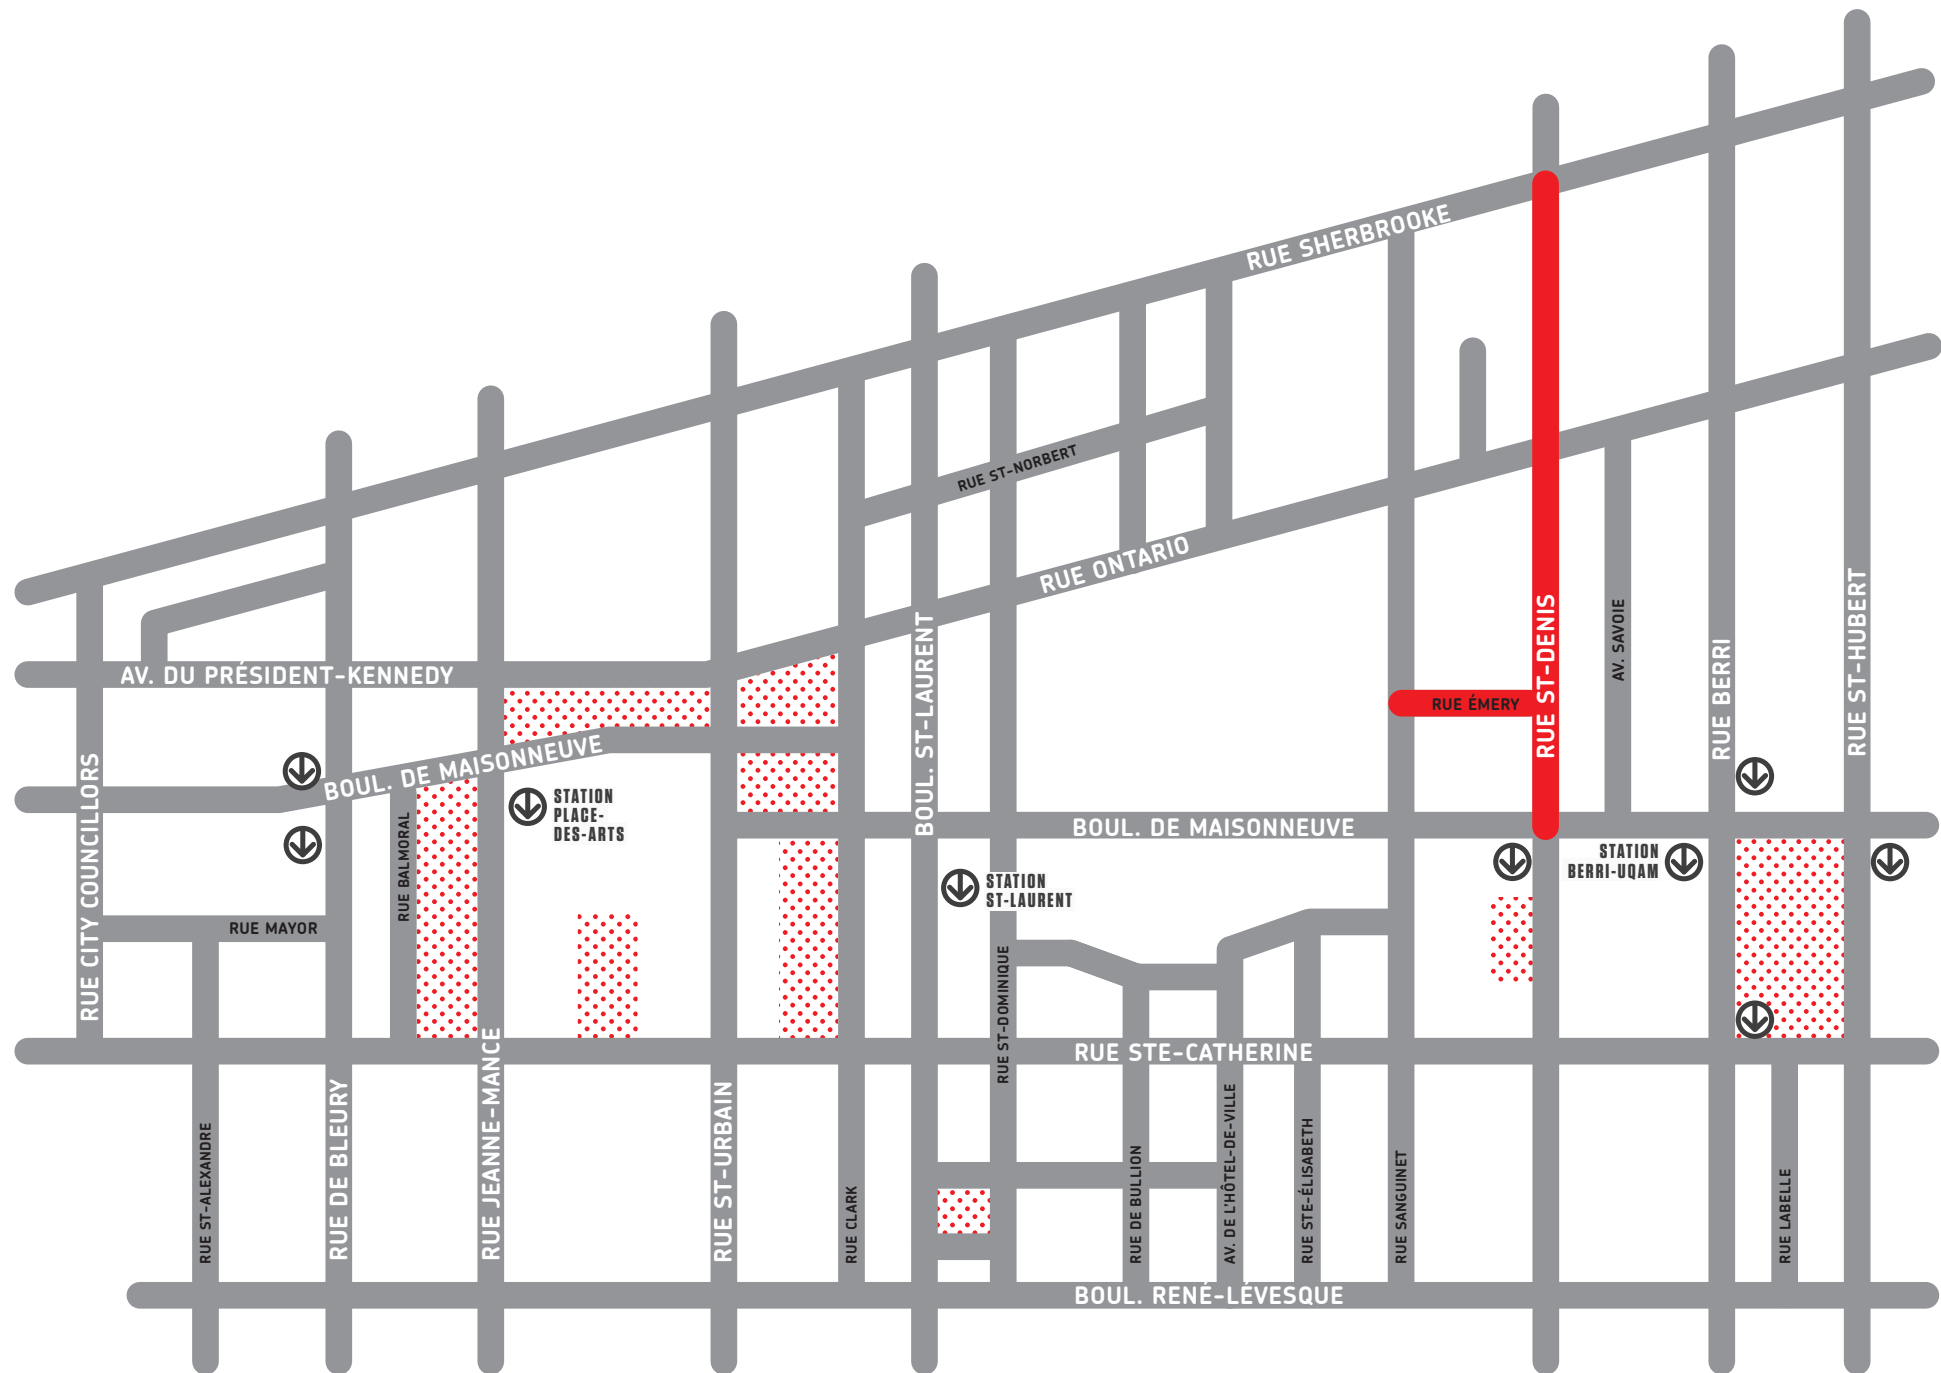 RUE SHERBROOKE
RUE ST-NORBERT
RUE ONTARIO
AV. DU PRÉSIDENT-KENNEDY
BOUL. DE MAISONNEUVE
RUE CITY COUNCILLORS
RUE BALMORAL
STATION
PLACE-
DES-ARTS
BOUL. ST-LAURENT
RUE ÉMERY
RUE ST-DENIS
AV. SAVOIE
RUE BERRI
RUE ST-HUBERT
BOUL. DE MAISONNEUVE
STATION
BERRI-UQAM
STATION
ST-LAURENT
RUE MAYOR
RUE ST-DOMINIQUE
RUE STE-CATHERINE
RUE ST-ALEXANDRE
RUE DE BLEURY
RUE JEANNE-MANCE
RUE ST-URBAIN
RUE CLARK
RUE DE BULLION
AV. DE L'HÔTEL-DE-VILLE
RUE STE-ÉLISABETH
RUE SANGUINET
RUE LABELLE
BOUL. RENÉ-LÉVESQUE